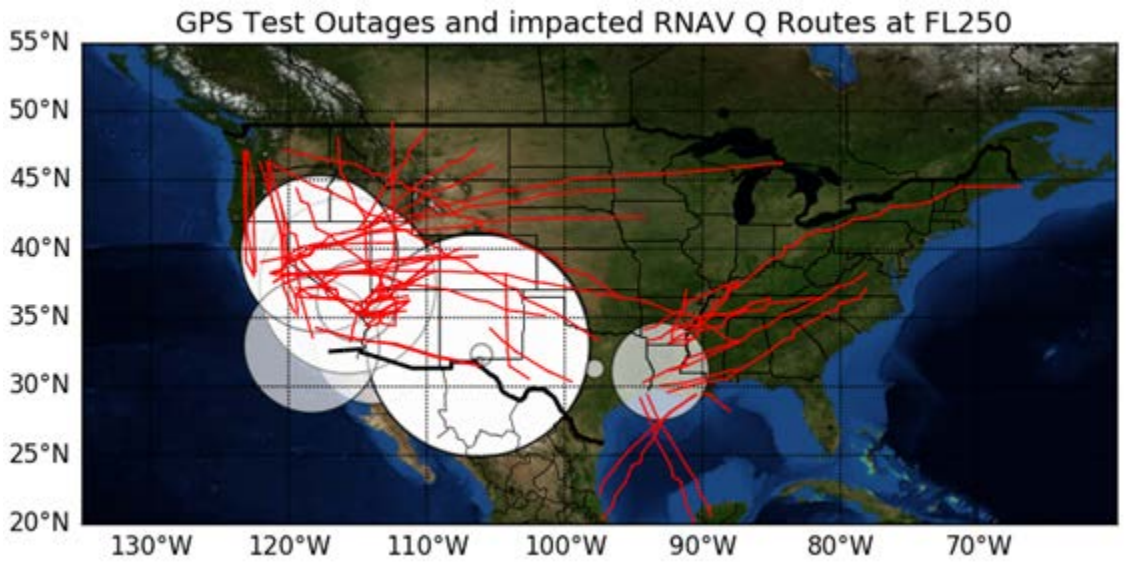 GPS Test Outages and impacted RNAV Q Routes at FL250
55°N
50°N
45°N
40°N
35°N
30°N
25°N
20°N
130°W 120°W 110°W 100°W 90°W 80°W 70°W